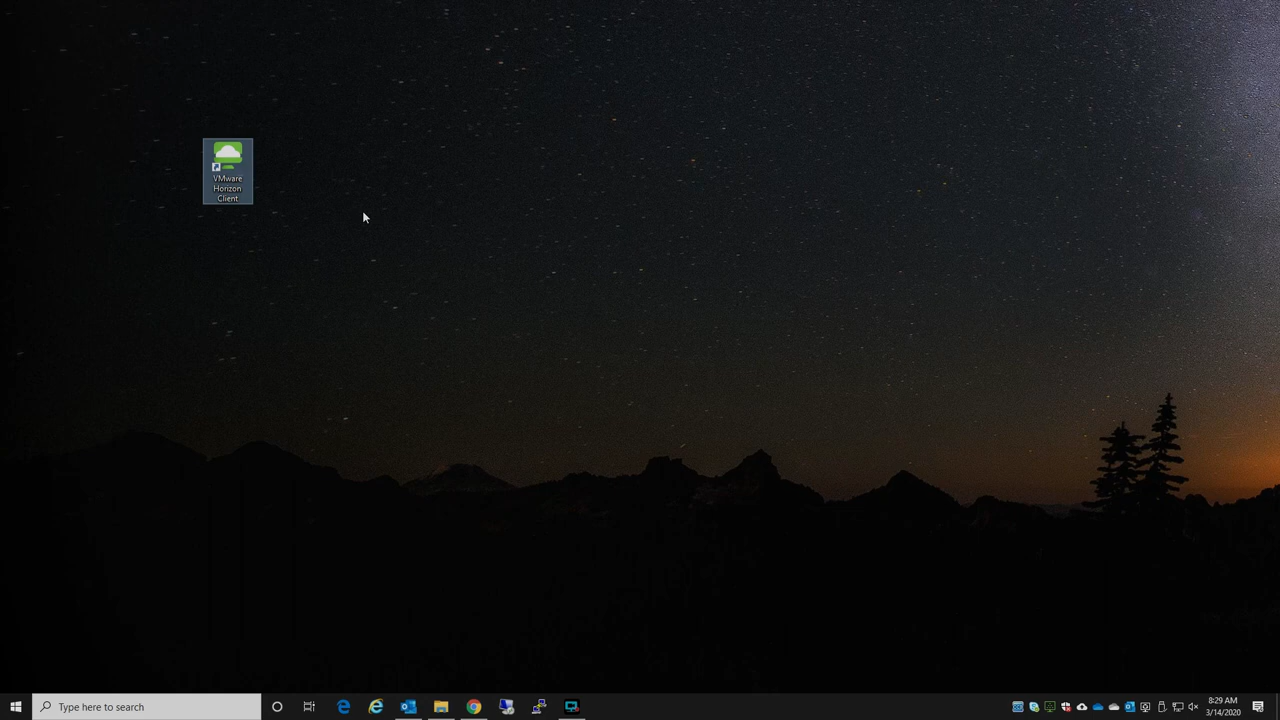 VMware
Horizon
Client
Type here to search
8:29 AM
3/14/2020